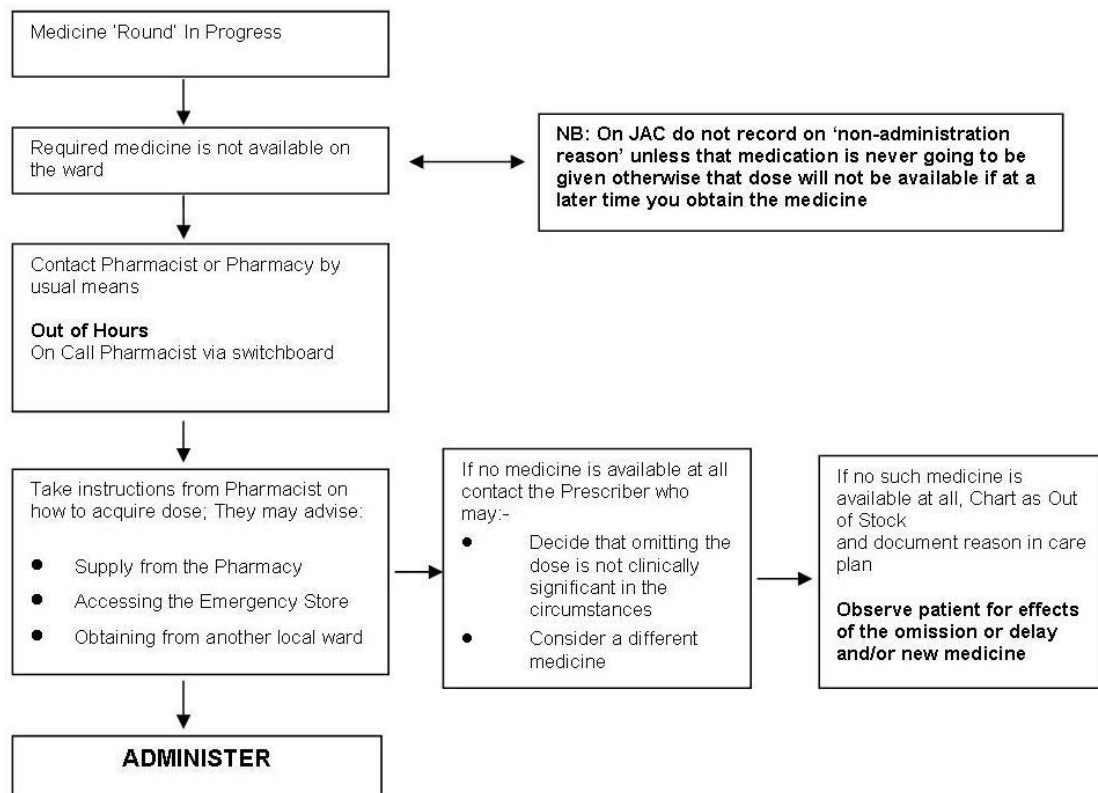 Medicine 'Round' In Progress
Required medicine is not available on
the ward
NB: On JAC do not record on 'non-administration
reason' unless that medication is never going to be
given otherwise that dose will not be available if at a
later time you obtain the medicine
Contact Pharmacist or Pharmacy by
usual means
Out of Hours
On Call Pharmacist via switchboard
Take instructions from Pharmacist on
how to acquire dose; They may advise:
● Supply from the Pharmacy
● Accessing the Emergency Store
● Obtaining from another local ward
If no medicine is available at all
contact the Prescriber who
may:-
● Decide that omitting the
dose is not clinically
significant in the
circumstances
● Consider a different
medicine
If no such medicine is
available at all, Chart as Out
of Stock
and document reason in care
plan
Observe patient for effects
of the omission or delay
and/or new medicine
ADMINISTER